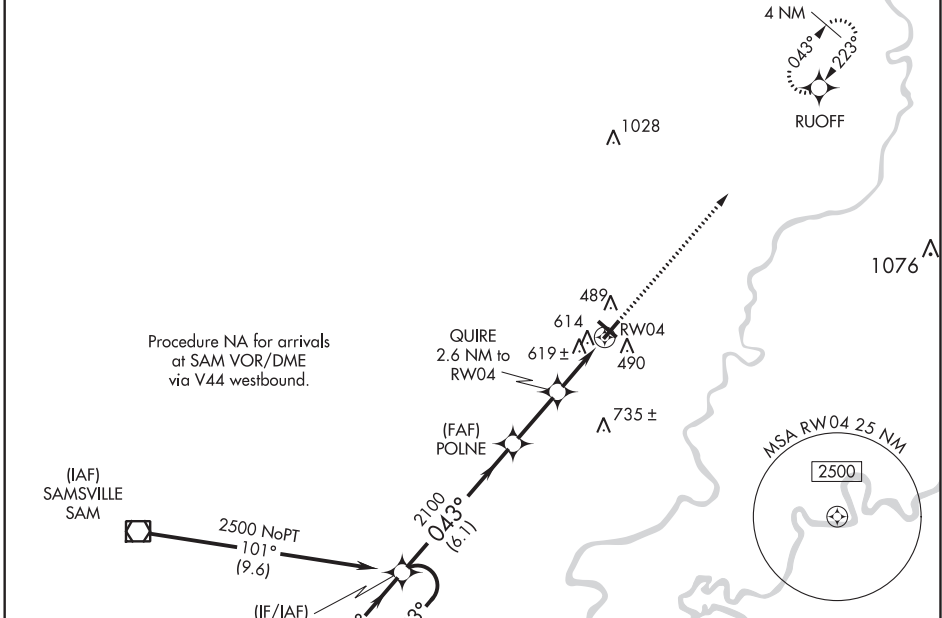 4 NM
043°
223°
RUOFF
1028
1076
489
614
RW04
619 ±
490
QUIRE
2.6 NM to
RW04
Procedure NA for arrivals
at SAM VOR/DME
via V44 westbound.
735 ±
(FAF)
POLNE
MSA RW04 25 NM
2500
(IAF)
SAMSVILLE
SAM
2100
043°
(6.1)
2500 NoPT
101°
(9.6)
(IF/IAF)